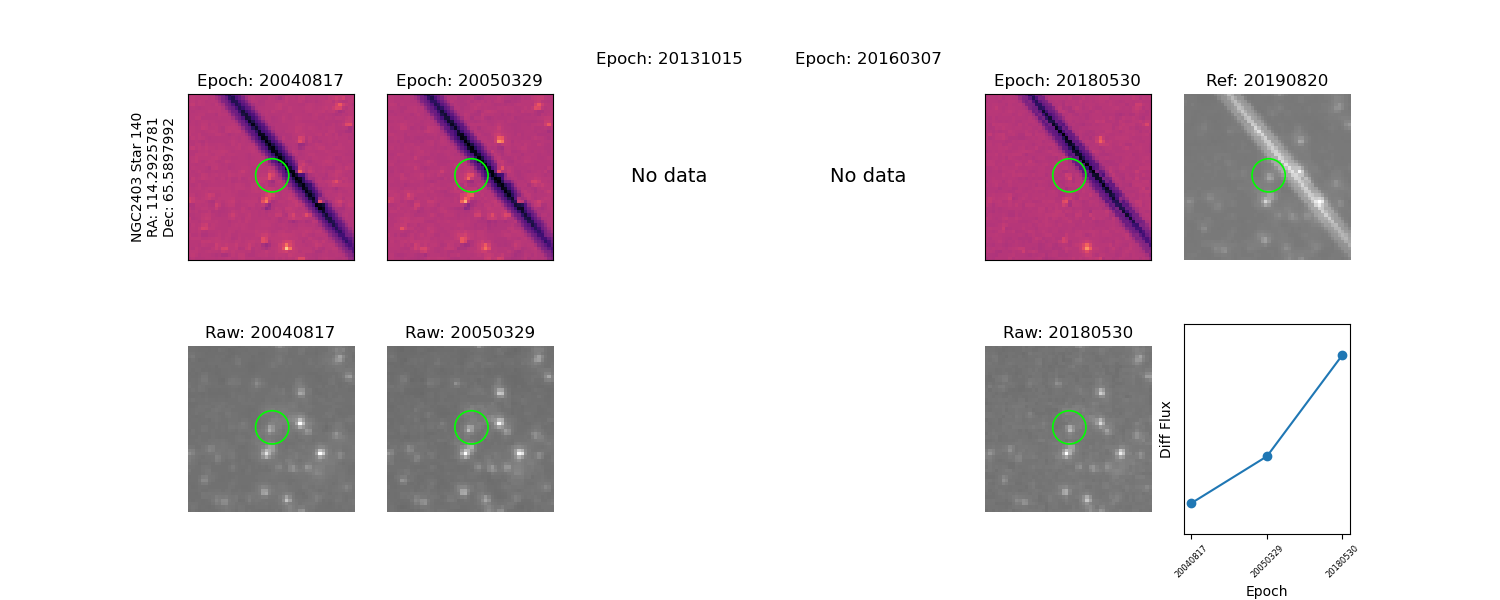 Epoch: 20131015
Epoch: 20160307
Epoch: 20040817
Epoch: 20050329
Epoch: 20180530
Ref: 20190820
NGC2403 Star 140
RA: 114.2925781
Dec: 65.5897992
No data
No data
Raw: 20040817
Raw: 20050329
Raw: 20180530
Diff Flux
20040817
20050329
20180530
Epoch